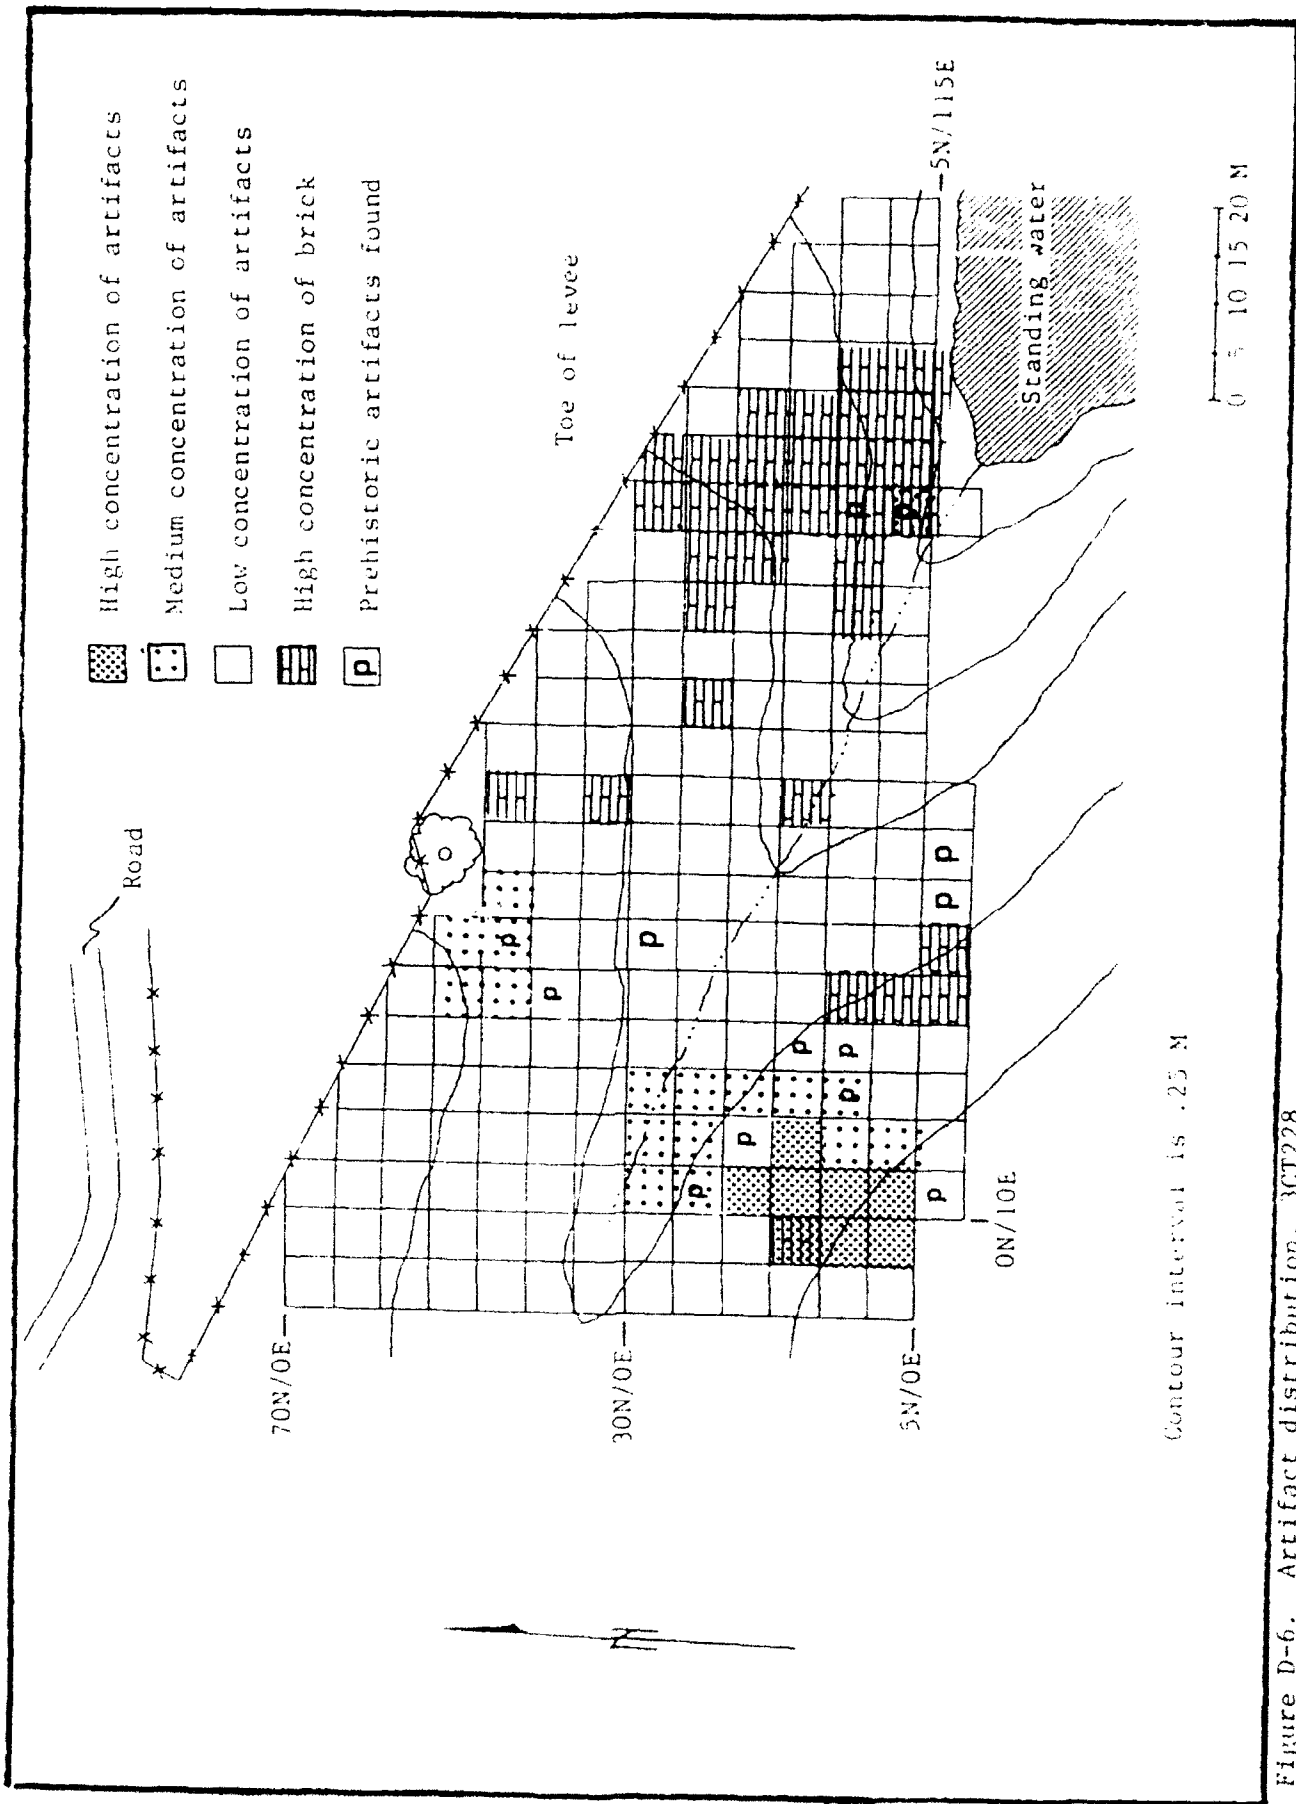 High concentration of artifacts
Medium concentration of artifacts
Low concentration of artifacts
High concentration of brick
p Prehistoric artifacts found
Road
Toe of levee
5N/115E
Standing water
70N/0E
30N/0E
5N/0E
0N/10E
p
p
p
p
p
p
p
p
p
p
p
p
p
p
N
0 5 10 15 20 M
Contour interval is .25 M
Figure D-6. Artifact distribution, 3CT228